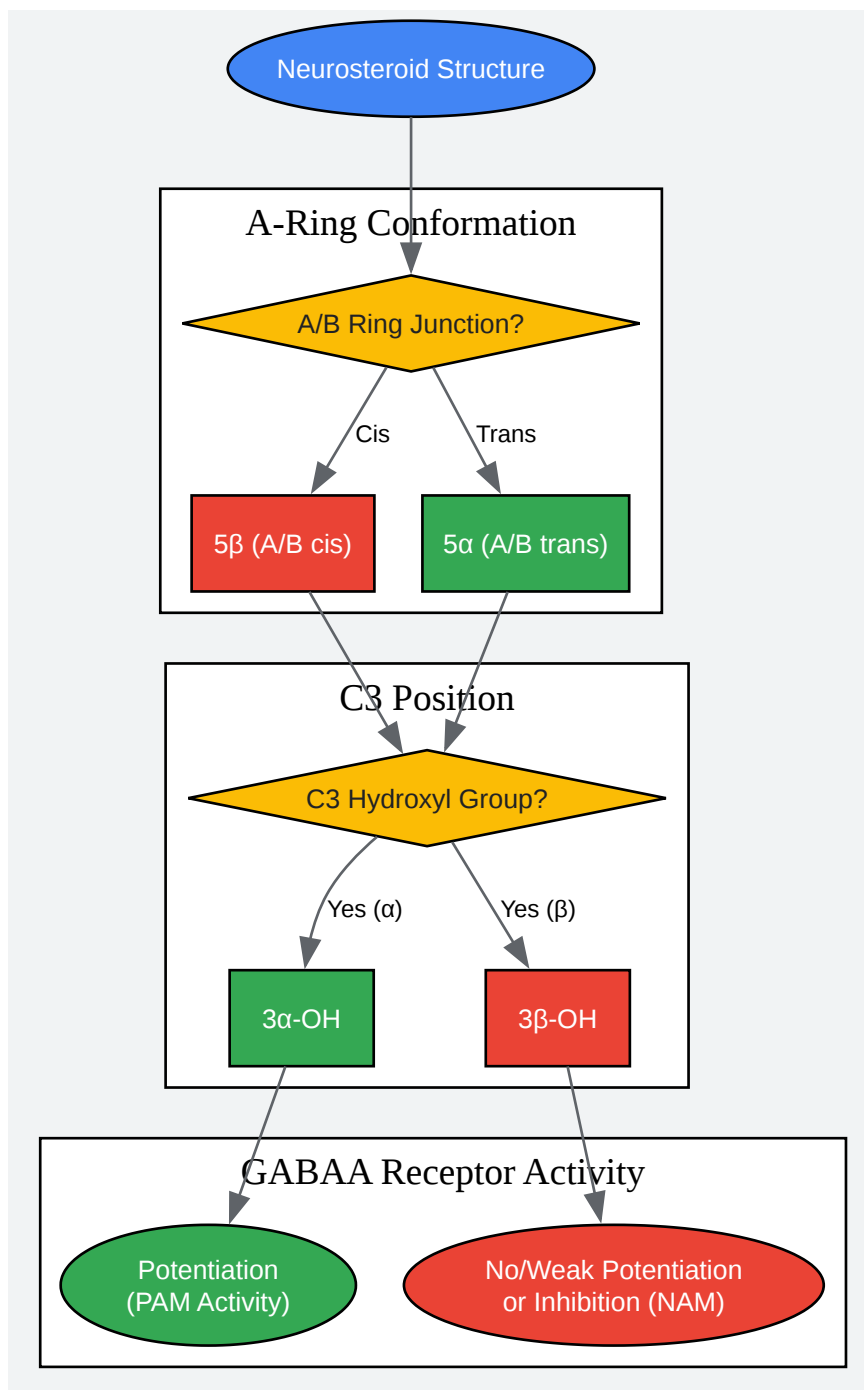 Neurosteroid Structure
A-Ring Conformation
A/B Ring Junction?
Cis
Trans
5β (A/B cis)
5α (A/B trans)
C3 Position
C3 Hydroxyl Group?
Yes (α)
Yes (β)
3α-OH
3β-OH
GABAA Receptor Activity
Potentiation
(PAM Activity)
No/Weak Potentiation
or Inhibition (NAM)